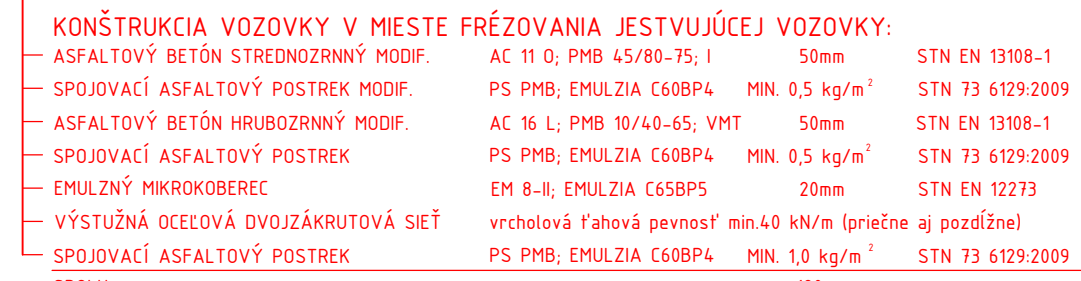 KONŠTRUKCIA VOZOVKY V MIESTE FRÉZOVANIA JESTVUJÚCEJ VOZOVKY:
ASFALTOVÝ BETÓN STREDNOZRNNÝ MODIF. AC 11 O; PMB 45/80-75; I 50mm STN EN 13108-1
SPOJOVACÍ ASFALTOVÝ POSTREK MODIF. PS PMB; EMULZIA C60BP4 MIN. 0,5 kg/m² STN 73 6129:2009
ASFALTOVÝ BETÓN HRUBOZRNNÝ MODIF. AC 16 L; PMB 10/40-65; VMT 50mm STN EN 13108-1
SPOJOVACÍ ASFALTOVÝ POSTREK PS PMB; EMULZIA C60BP4 MIN. 0,5 kg/m² STN 73 6129:2009
EMULZNÝ MIKROKOBEREC EM 8-II; EMULZIA C65BP5 20mm STN EN 12273
VÝSTUŽNÁ OCEĽOVÁ DVOJZÁKRUTOVÁ SIEŤ vrcholová ťahová pevnosť min.40 kN/m (priečne aj pozdĺžne)
SPOJOVACÍ ASFALTOVÝ POSTREK PS PMB; EMULZIA C60BP4 MIN. 1,0 kg/m² STN 73 6129:2009